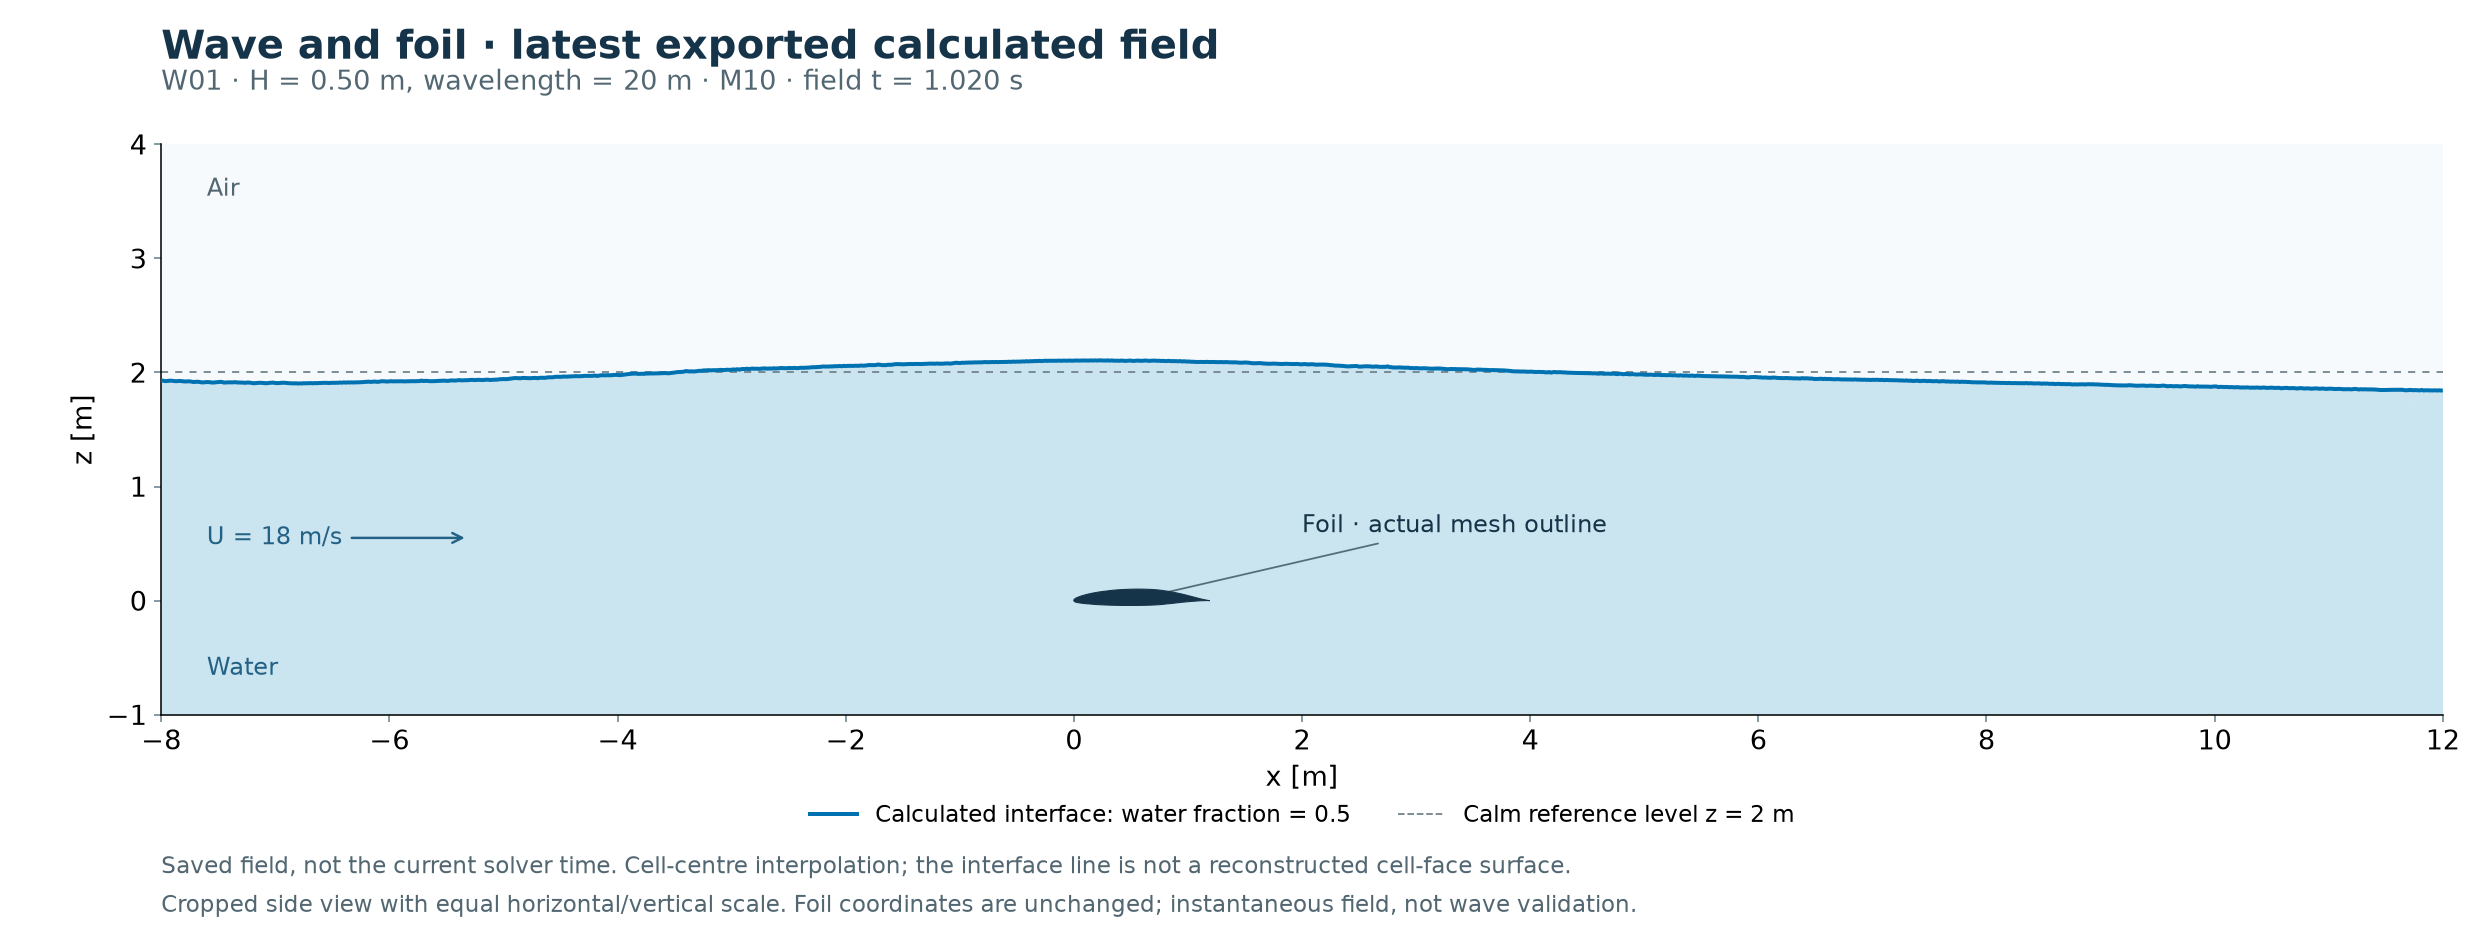 Wave and foil · latest exported calculated field
W01 · H = 0.50 m, wavelength = 20 m · M10 · field t = 1.020 s
4
3
2
1
0
−1
z [m]
Air
U = 18 m/s
Foil · actual mesh outline
Water
−8 −6 −4 −2 0 2 4 6 8 10 12
x [m]
Calculated interface: water fraction = 0.5 Calm reference level z = 2 m
Saved field, not the current solver time. Cell-centre interpolation; the interface line is not a reconstructed cell-face surface.
Cropped side view with equal horizontal/vertical scale. Foil coordinates are unchanged; instantaneous field, not wave validation.